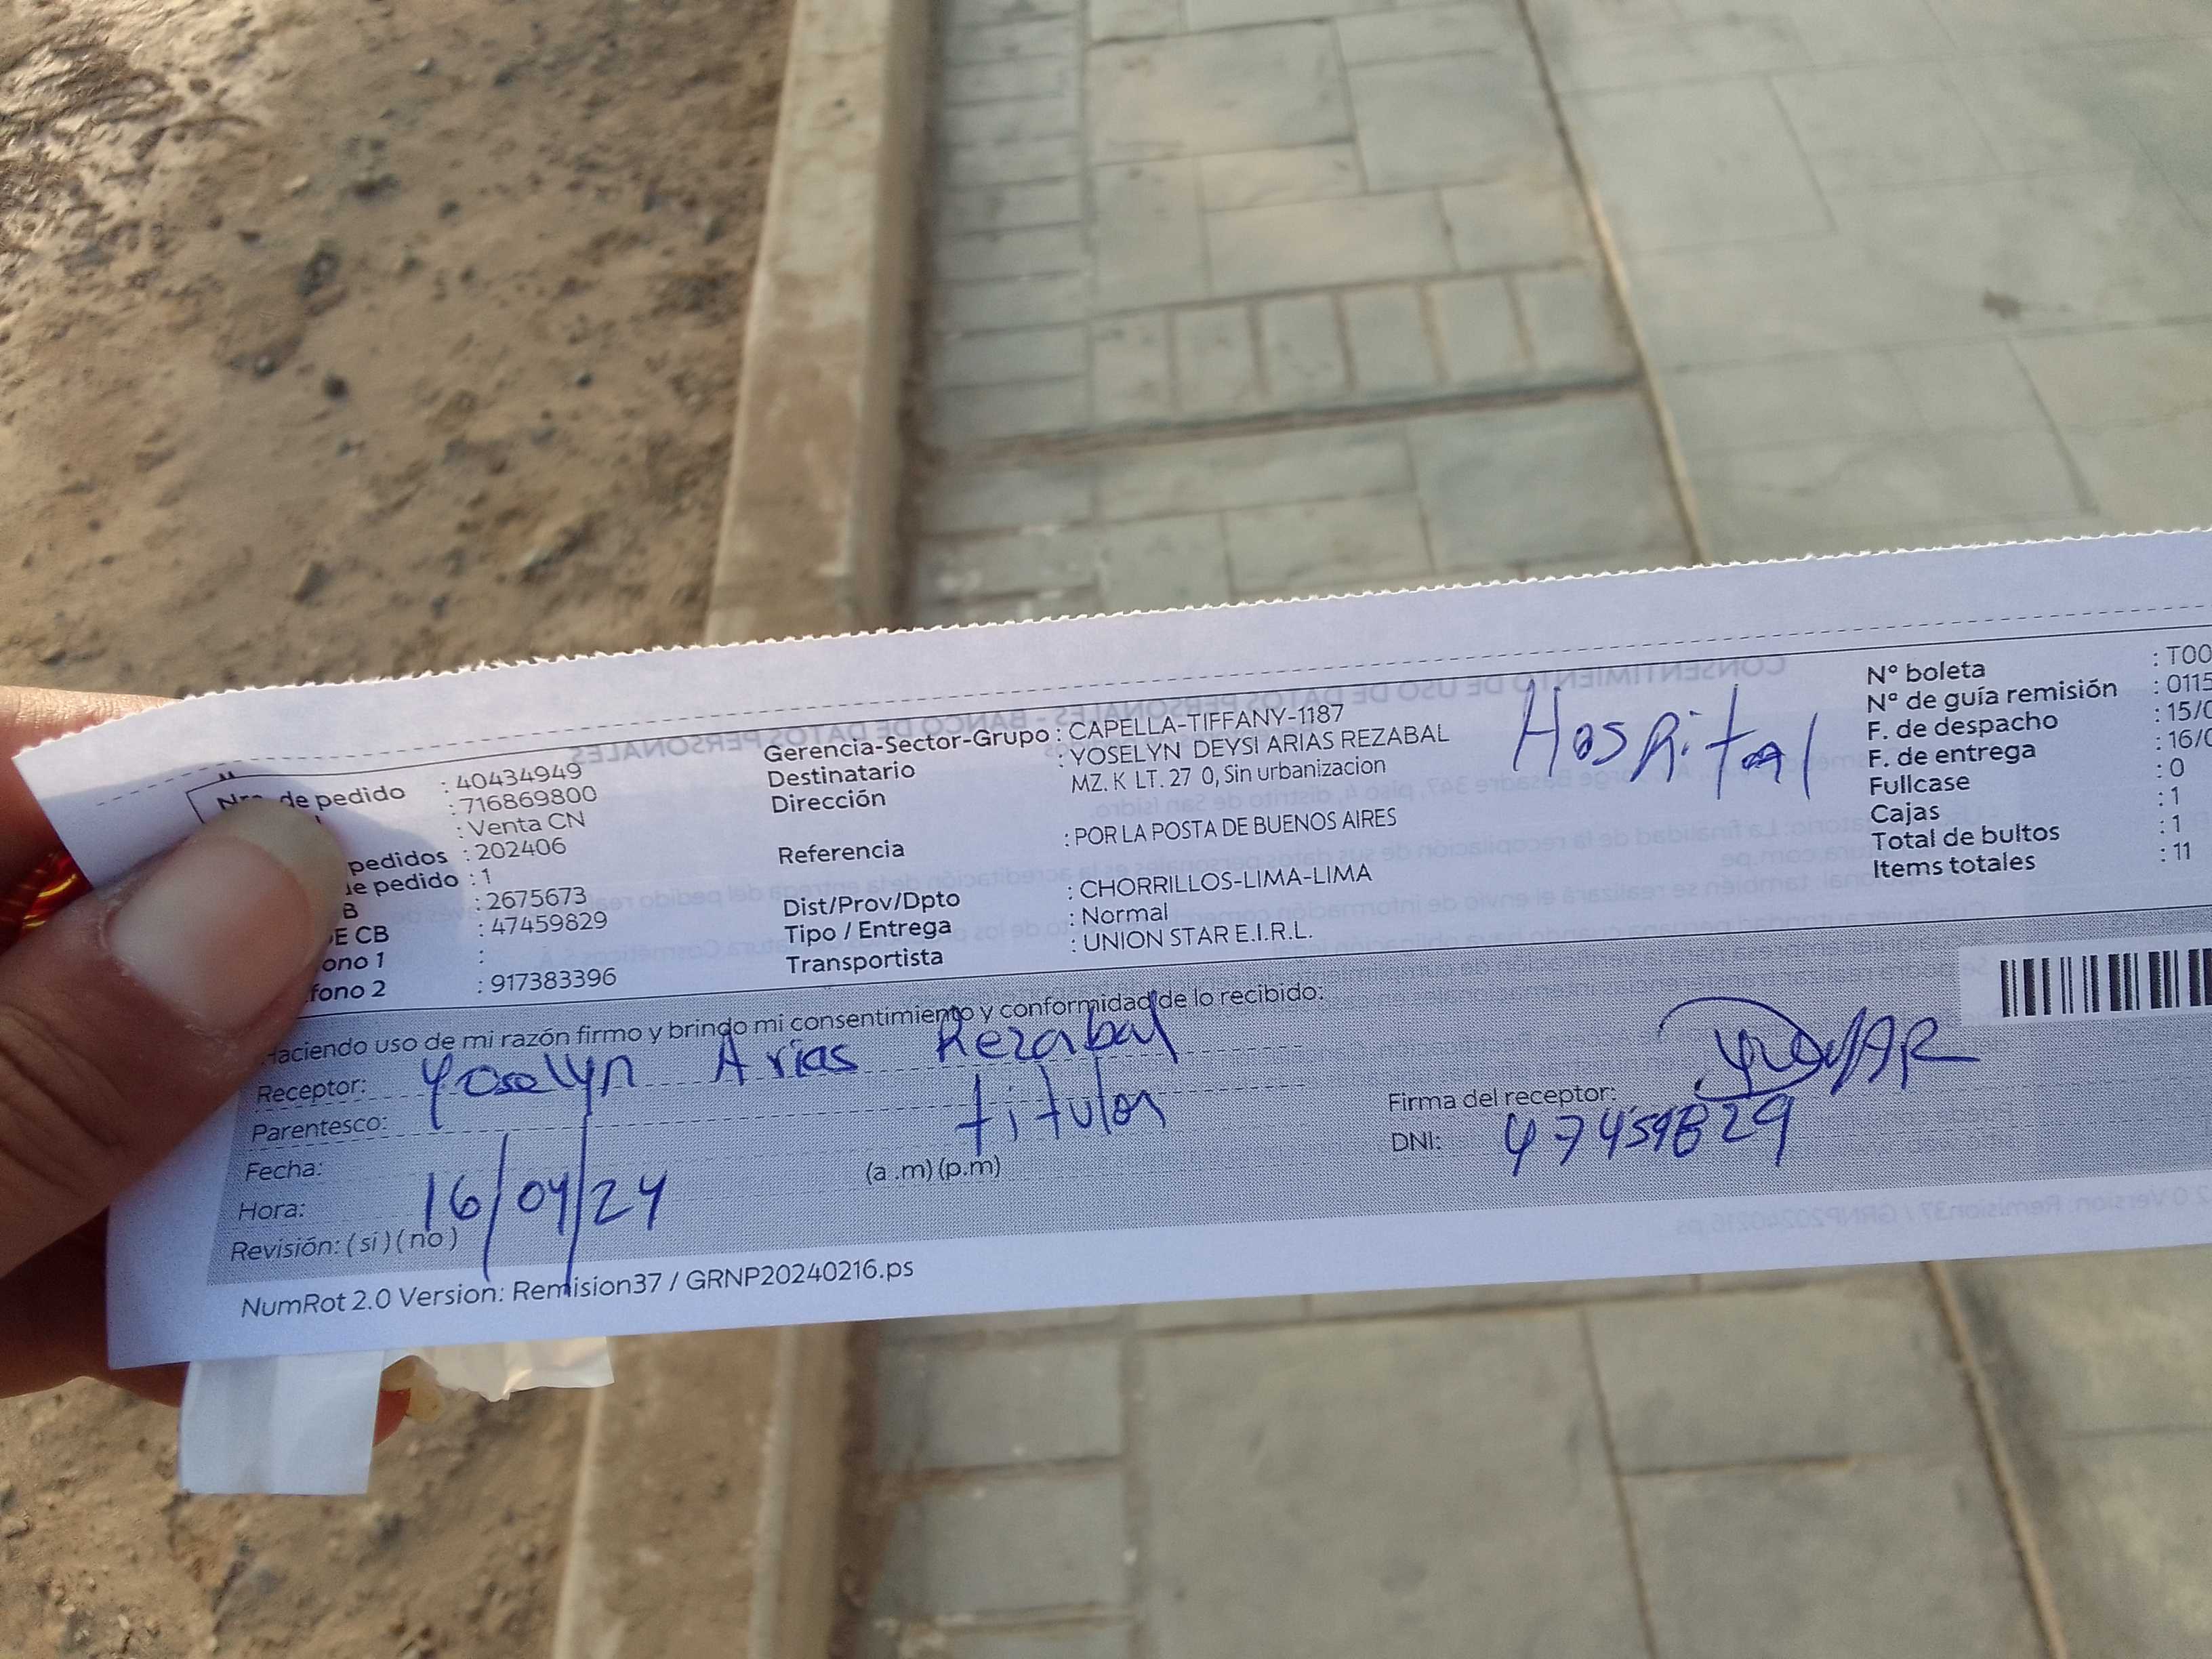 Nro. de pedido : 40434949
: 716869800
: Venta CN
pedidos : 202406
de pedido : 1
B : 2675673
E CB : 47459829
ono 1 :
fono 2 : 917383396
Gerencia-Sector-Grupo : CAPELLA-TIFFANY-1187
Destinatario : YOSELYN DEYSI ARIAS REZABAL
Dirección MZ. K LT. 27 0, Sin urbanizacion
Referencia : POR LA POSTA DE BUENOS AIRES
Dist/Prov/Dpto : CHORRILLOS-LIMA-LIMA
Tipo / Entrega : Normal
Transportista : UNION STAR E.I.R.L.
Hospital
N° boleta : T00
N° de guía remisión : 0115
F. de despacho : 15/0
F. de entrega : 16/0
Fullcase : 0
Cajas : 1
Total de bultos : 1
Items totales : 11
Haciendo uso de mi razón firmo y brindo mi consentimiento y conformidad de lo recibido:
Receptor: Yoselyn Arias Rezabal
Parentesco: titular
Fecha: 16/04/24
Hora: (a .m) (p.m)
Revisión: ( si ) ( no )
Firma del receptor:
DNI: 47459829
NumRot 2.0 Version: Remision37 / GRNP20240216.ps